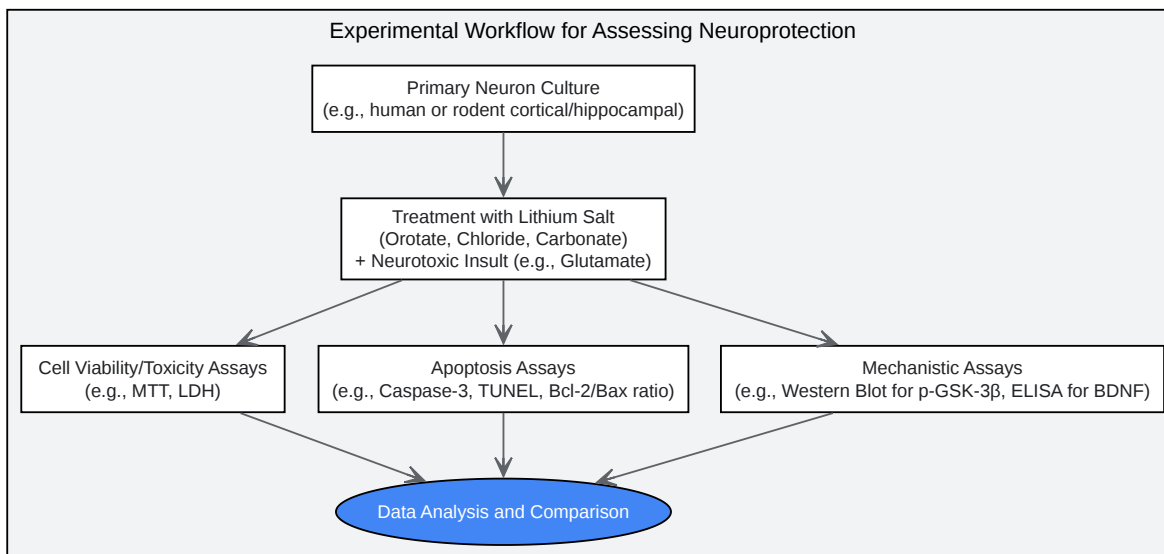 Experimental Workflow for Assessing Neuroprotection
Primary Neuron Culture
(e.g., human or rodent cortical/hippocampal)
Treatment with Lithium Salt
(Orotate, Chloride, Carbonate)
+ Neurotoxic Insult (e.g., Glutamate)
Cell Viability/Toxicity Assays
(e.g., MTT, LDH)
Apoptosis Assays
(e.g., Caspase-3, TUNEL, Bcl-2/Bax ratio)
Mechanistic Assays
(e.g., Western Blot for p-GSK-3β, ELISA for BDNF)
Data Analysis and Comparison